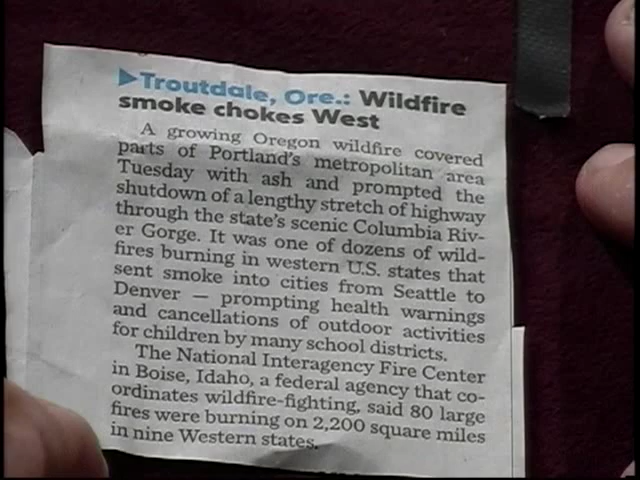 ▶Troutdale, Ore.: Wildfire
smoke chokes West
A growing Oregon wildfire covered
parts of Portland's metropolitan area
Tuesday with ash and prompted the
shutdown of a lengthy stretch of highway
through the state's scenic Columbia Riv-
er Gorge. It was one of dozens of wild-
fires burning in western U.S. states that
sent smoke into cities from Seattle to
Denver — prompting health warnings
and cancellations of outdoor activities
for children by many school districts.
The National Interagency Fire Center
in Boise, Idaho, a federal agency that co-
ordinates wildfire-fighting, said 80 large
fires were burning on 2,200 square miles
in nine Western states.